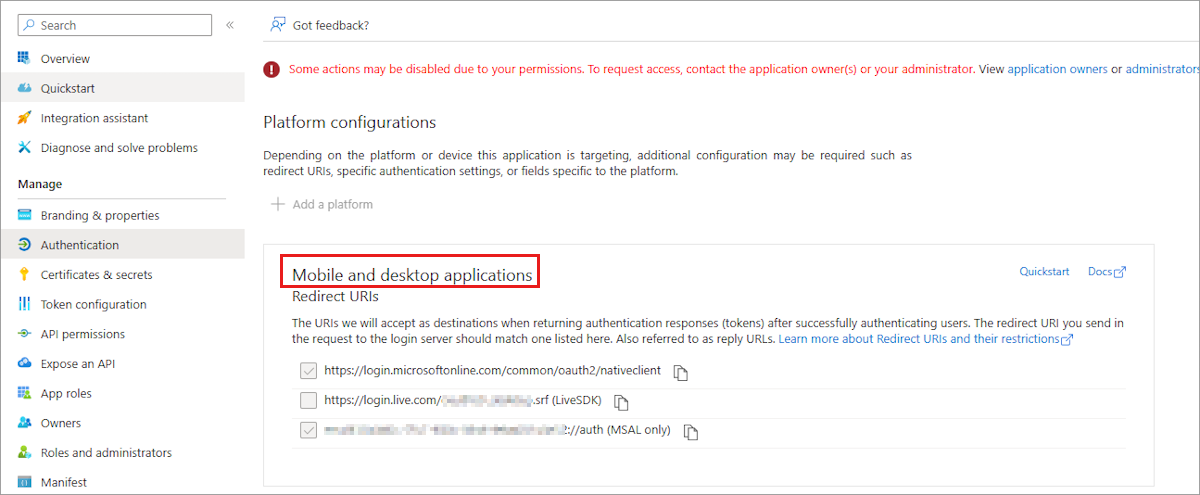 Search
«
Overview
Quickstart
Integration assistant
Diagnose and solve problems
Manage
Branding & properties
Authentication
Certificates & secrets
Token configuration
API permissions
Expose an API
App roles
Owners
Roles and administrators
Manifest
Got feedback?
Some actions may be disabled due to your permissions. To request access, contact the application owner(s) or your administrator. View application owners or administrators
Platform configurations
Depending on the platform or device this application is targeting, additional configuration may be required such as
redirect URIs, specific authentication settings, or fields specific to the platform.
Add a platform
Mobile and desktop applications
Quickstart Docs
Redirect URIs
The URIs we will accept as destinations when returning authentication responses (tokens) after successfully authenticating users. The redirect URI you send in
the request to the login server should match one listed here. Also referred to as reply URLs. Learn more about Redirect URIs and their restrictions
https://login.microsoftonline.com/common/oauth2/nativeclient
https://login.live.com/ .srf (LiveSDK)
://auth (MSAL only)